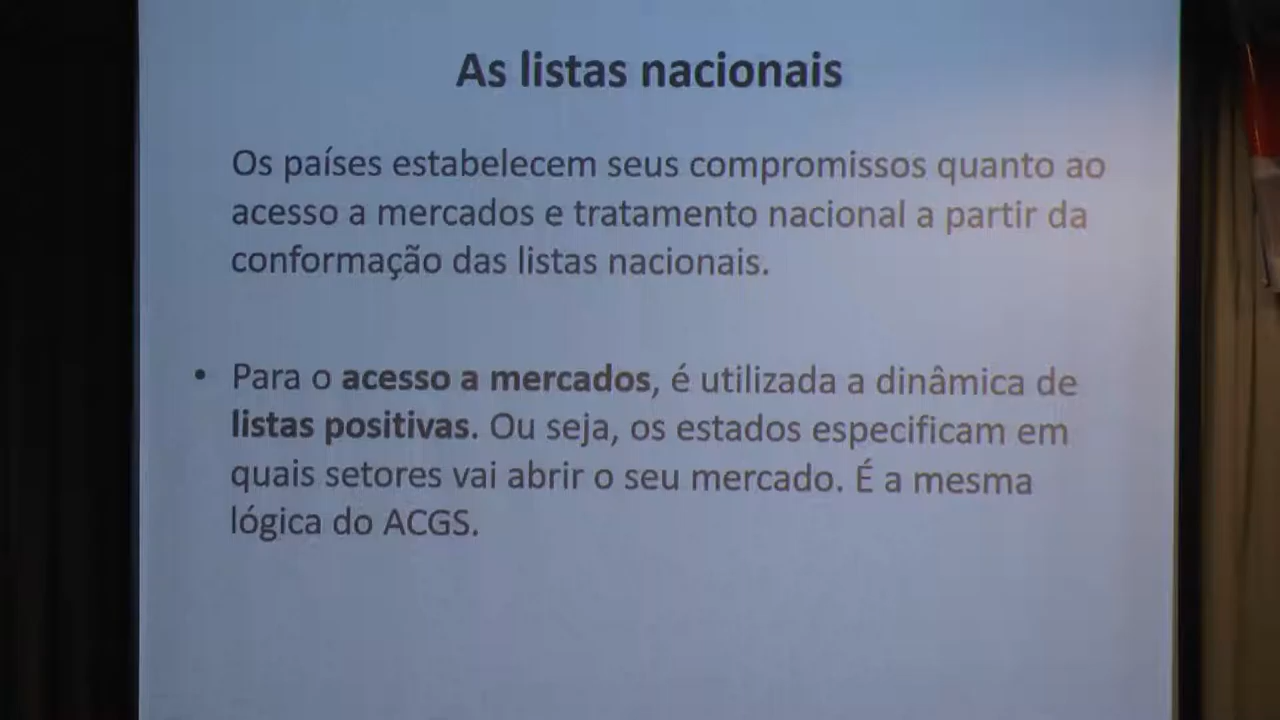 As listas nacionais
Os países estabelecem seus compromissos quanto ao
acesso a mercados e tratamento nacional a partir da
conformação das listas nacionais.
• Para o acesso a mercados, é utilizada a dinâmica de
listas positivas. Ou seja, os estados especificam em
quais setores vai abrir o seu mercado. É a mesma
lógica do ACGS.